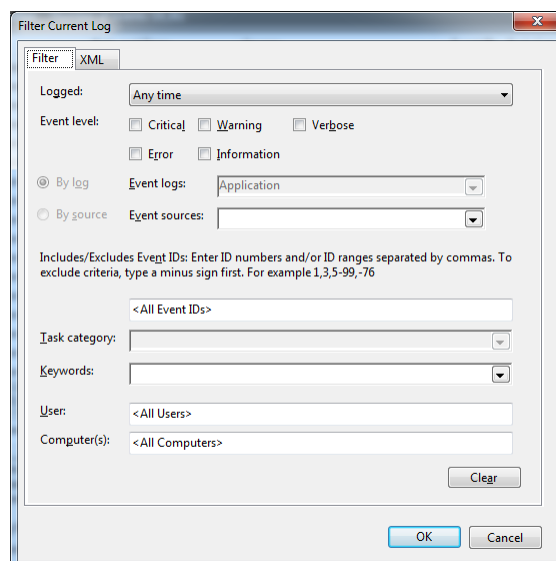 Filter Current Log
Filter XML
Logged: Any time
Event level: Critical Warning Verbose
Error Information
By log Event logs: Application
By source Event sources:
Includes/Excludes Event IDs: Enter ID numbers and/or ID ranges separated by commas. To
exclude criteria, type a minus sign first. For example 1,3,5-99,-76
<All Event IDs>
Task category:
Keywords:
User: <All Users>
Computer(s): <All Computers>
Clear
OK Cancel